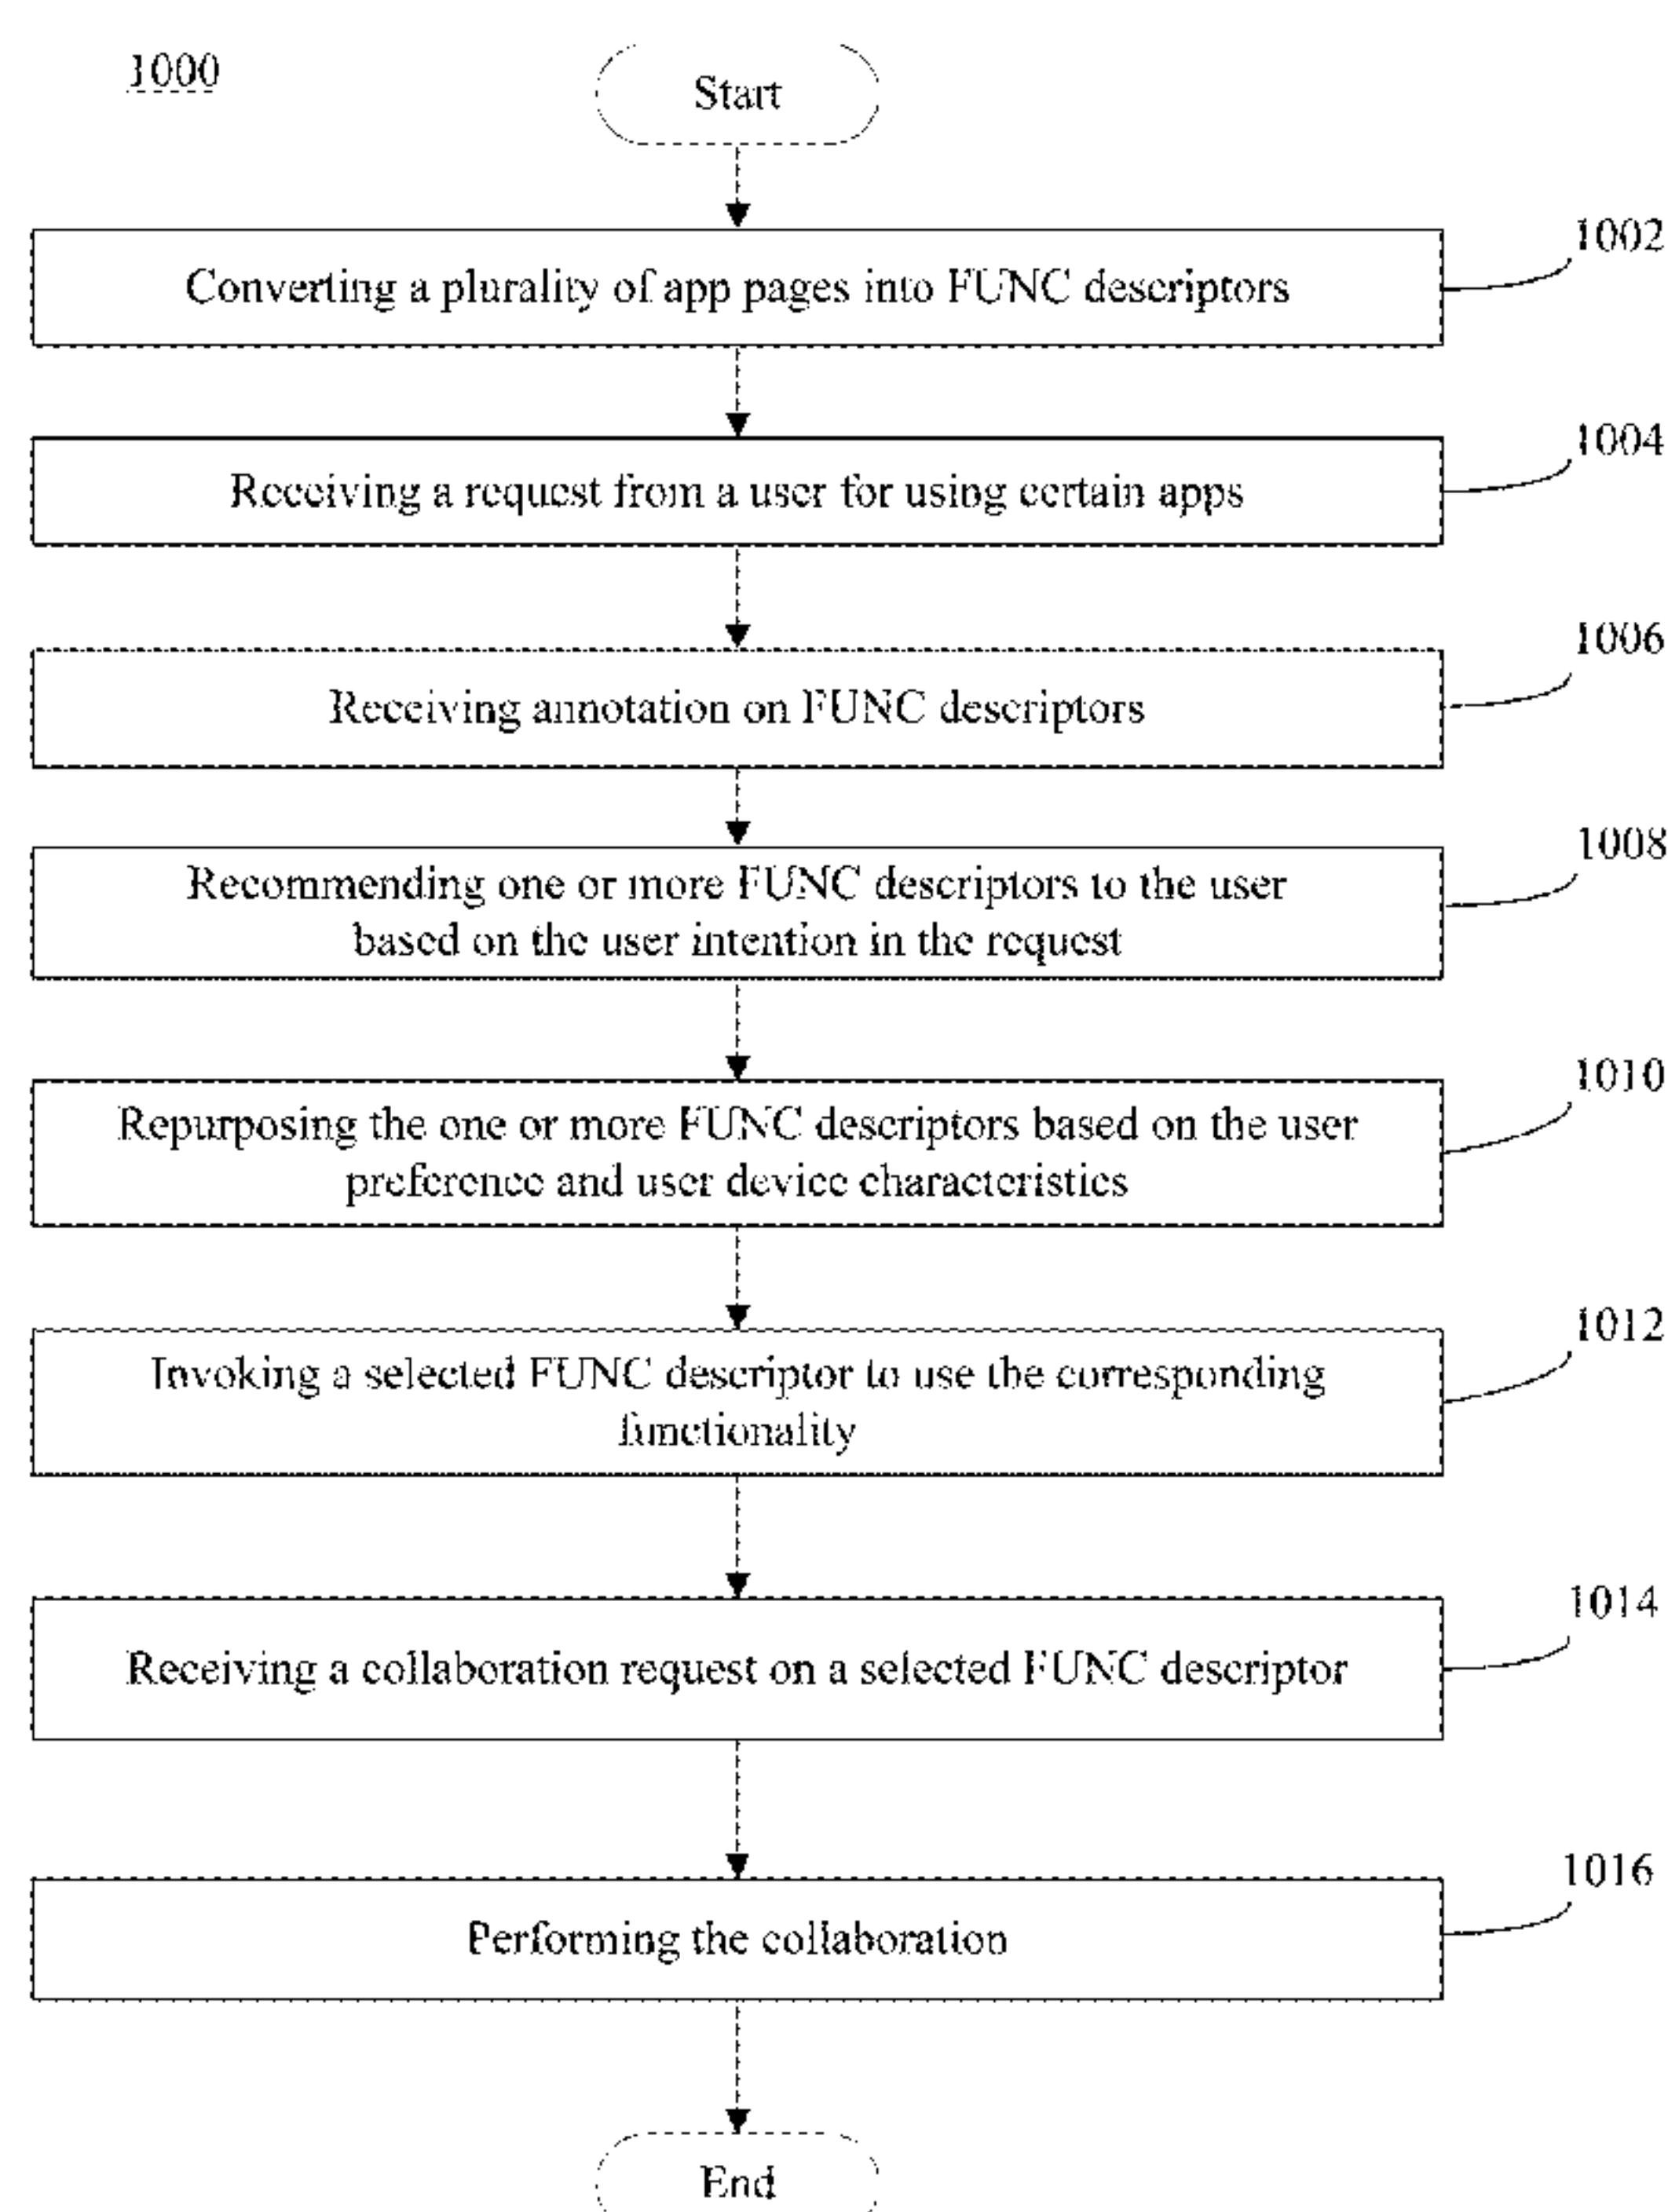 1000
Start
Converting a plurality of app pages into FUNC descriptors
1002
Receiving a request from a user for using certain apps
1004
Receiving annotation on FUNC descriptors
1006
Recommending one or more FUNC descriptors to the user
based on the user intention in the request
1008
Repurposing the one or more FUNC descriptors based on the user
preference and user device characteristics
1010
Invoking a selected FUNC descriptor to use the corresponding
functionality
1012
Receiving a collaboration request on a selected FUNC descriptor
1014
Performing the collaboration
1016
End